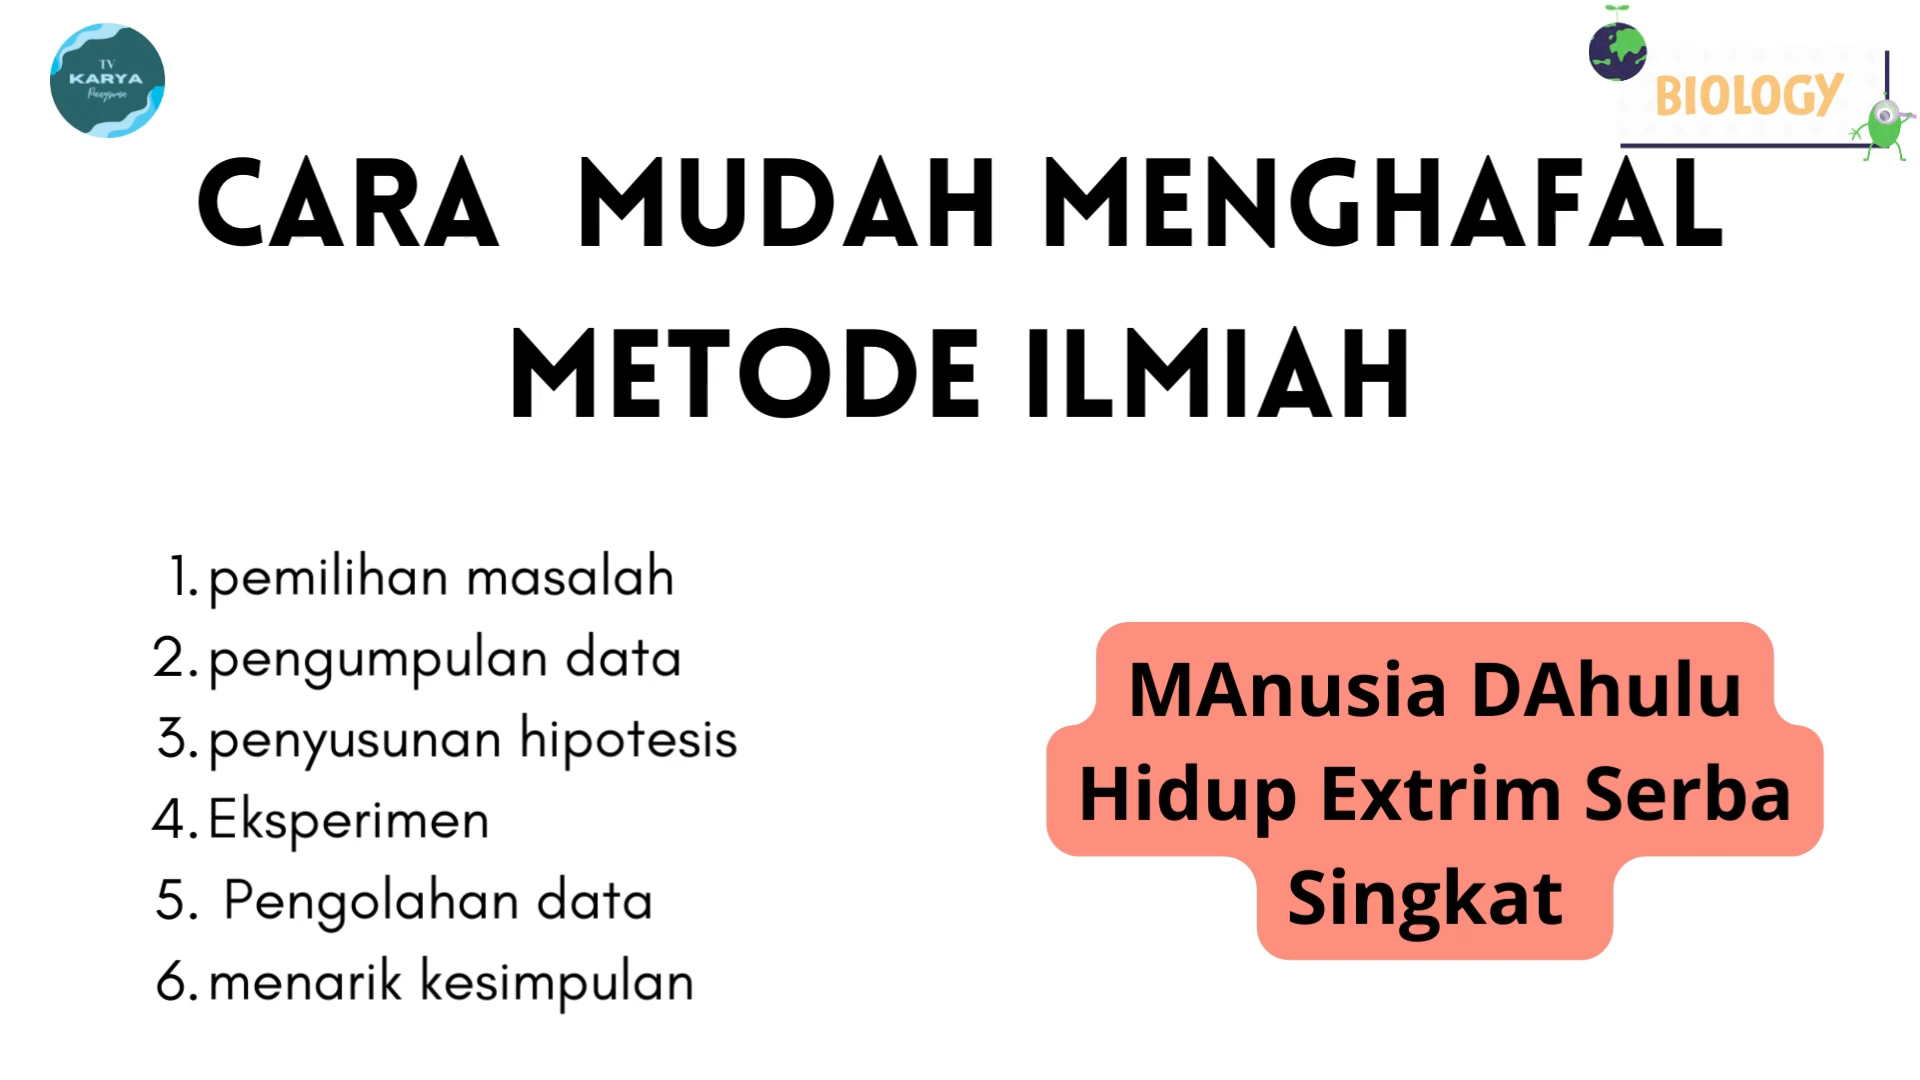 TV
KARYA
BIOLOGY
CARA MUDAH MENGHAFAL
METODE ILMIAH
1. pemilihan masalah
2. pengumpulan data
3. penyusunan hipotesis
4. Eksperimen
5. Pengolahan data
6. menarik kesimpulan
MAnusia DAhulu
Hidup Extrim Serba
Singkat